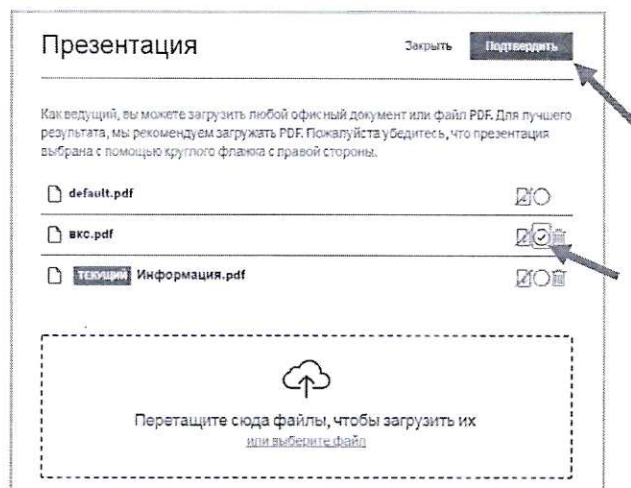 Презентация
Закрыть
Подтвердить
Как ведущий, вы можете загрузить любой офисный документ или файл PDF. Для лучшего
результата, мы рекомендуем загружать PDF. Пожалуйста убедитесь, что презентация
выбрана с помощью круглого флажка с правой стороны.
default.pdf
вкс.pdf
ТЕКУЩИЙ Информация.pdf
Перетащите сюда файлы, чтобы загрузить их
или выберите файл